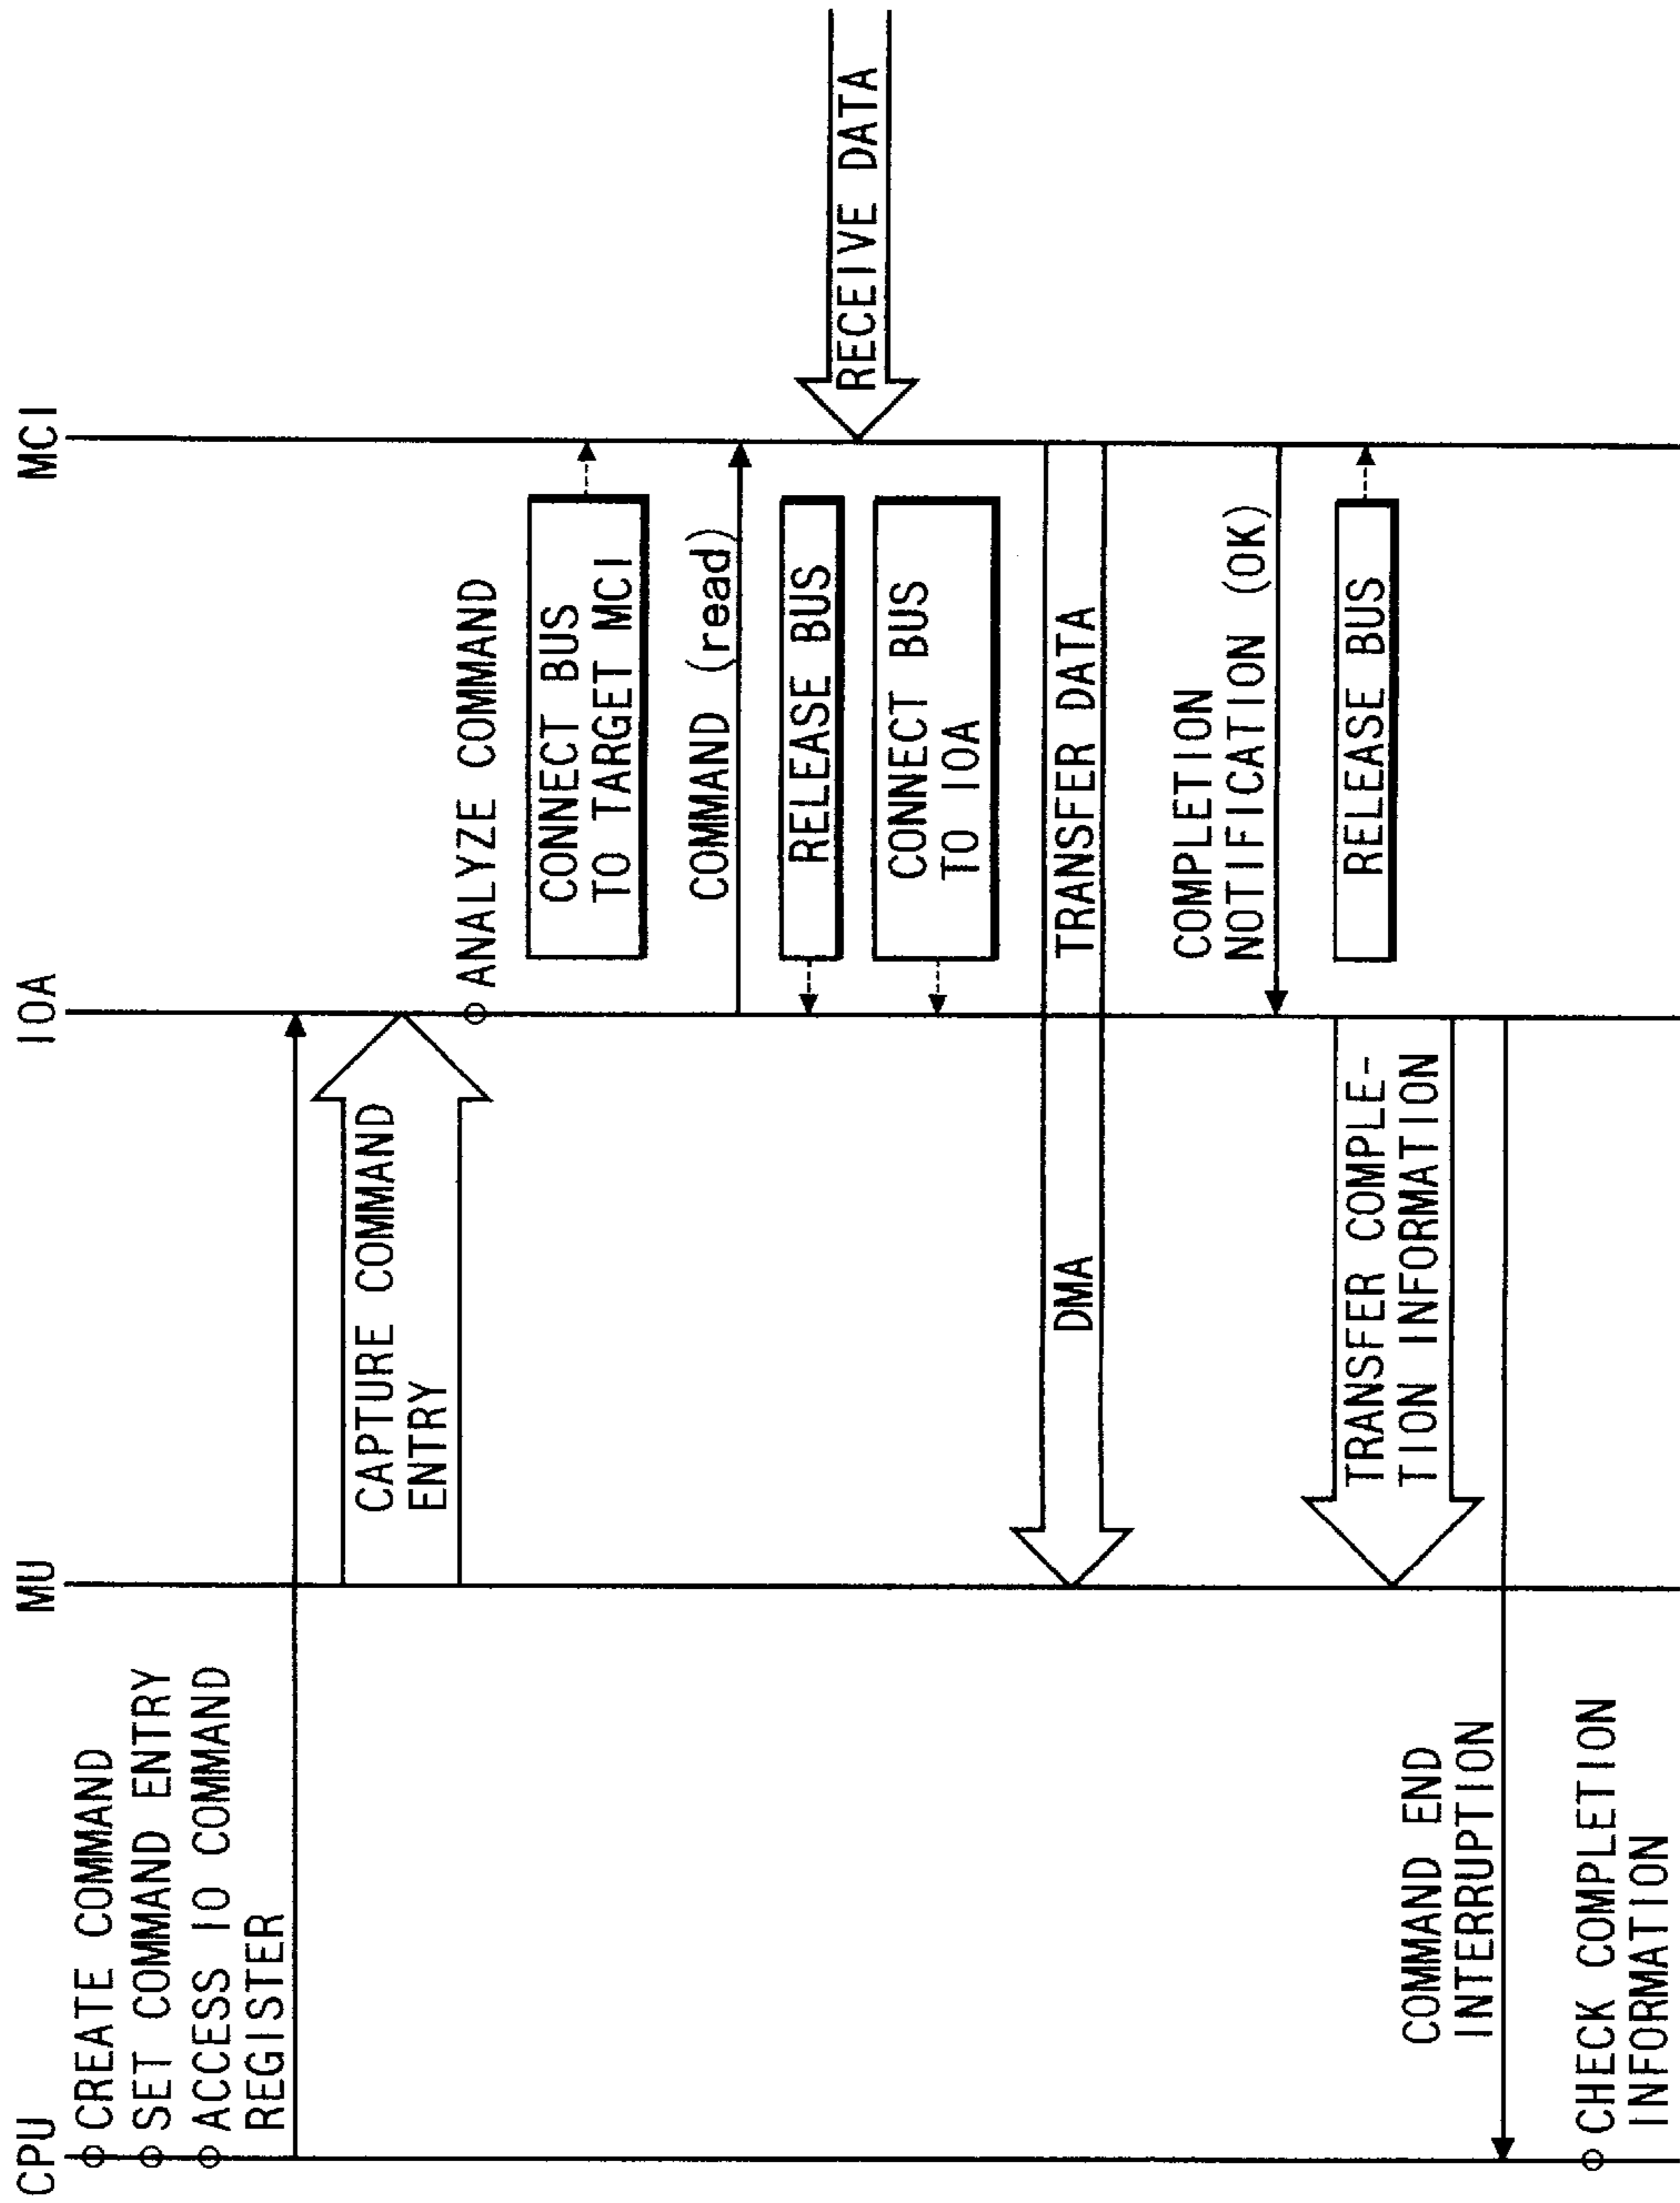 CPU
MU
IOA
MCI
CREATE COMMAND
SET COMMAND ENTRY
ACCESS IO COMMAND
REGISTER
CAPTURE COMMAND
ENTRY
ANALYZE COMMAND
CONNECT BUS
TO TARGET MCI
COMMAND (read)
RELEASE BUS
RECEIVE DATA
CONNECT BUS
TO IOA
DMA
TRANSFER DATA
COMPLETION
NOTIFICATION (OK)
RELEASE BUS
TRANSFER COMPLE-
TION INFORMATION
COMMAND END
INTERRUPTION
CHECK COMPLETION
INFORMATION